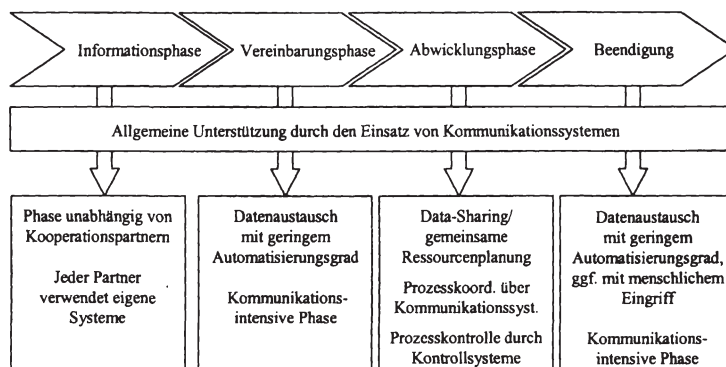 Informationsphase
Vereinbarungsphase
Abwicklungsphase
Beendigung
Allgemeine Unterstützung durch den Einsatz von Kommunikationssystemen
Phase unabhängig von
Kooperationspartnern
Jeder Partner
verwendet eigene
Systeme
Datenaustausch
mit geringem
Automatisierungsgrad
Kommunikations-
intensive Phase
Data-Sharing/
gemeinsame
Ressourcenplanung
Prozesskoord. über
Kommunikationssyst.
Prozesskontrolle durch
Kontrollsysteme
Datenaustausch
mit geringem
Automatisierungsgrad,
ggf. mit menschlichem
Eingriff
Kommunikations-
intensive Phase